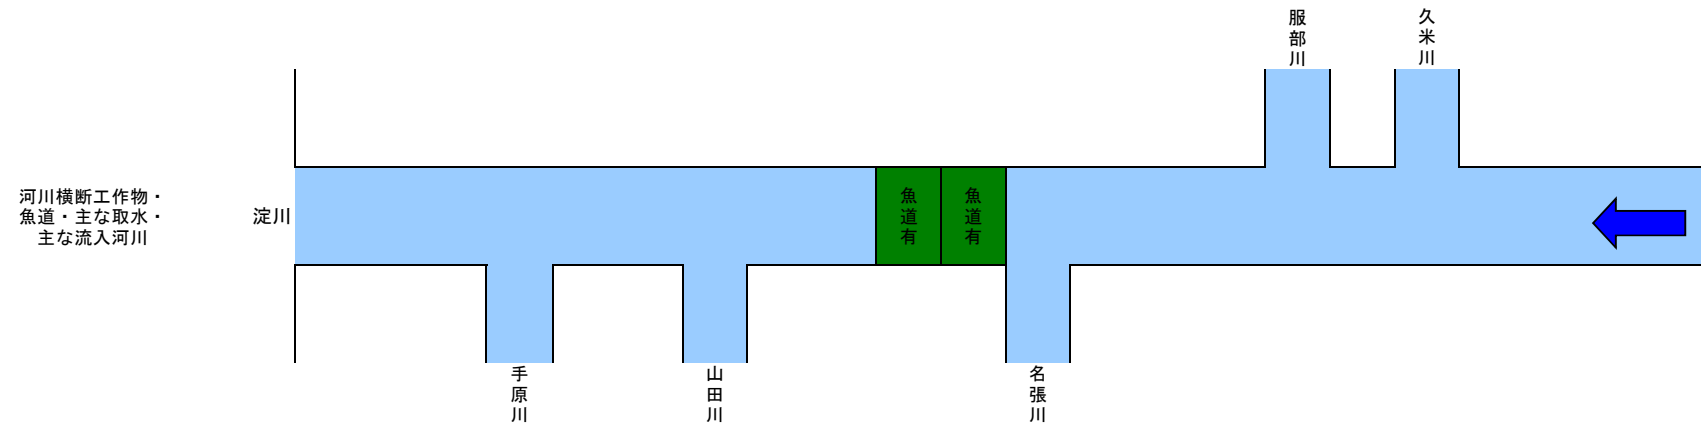 服部川
久米川
河川横断工作物・
魚道・主な取水・
主な流入河川
淀川
魚道有
魚道有
手原川
山田川
名張川